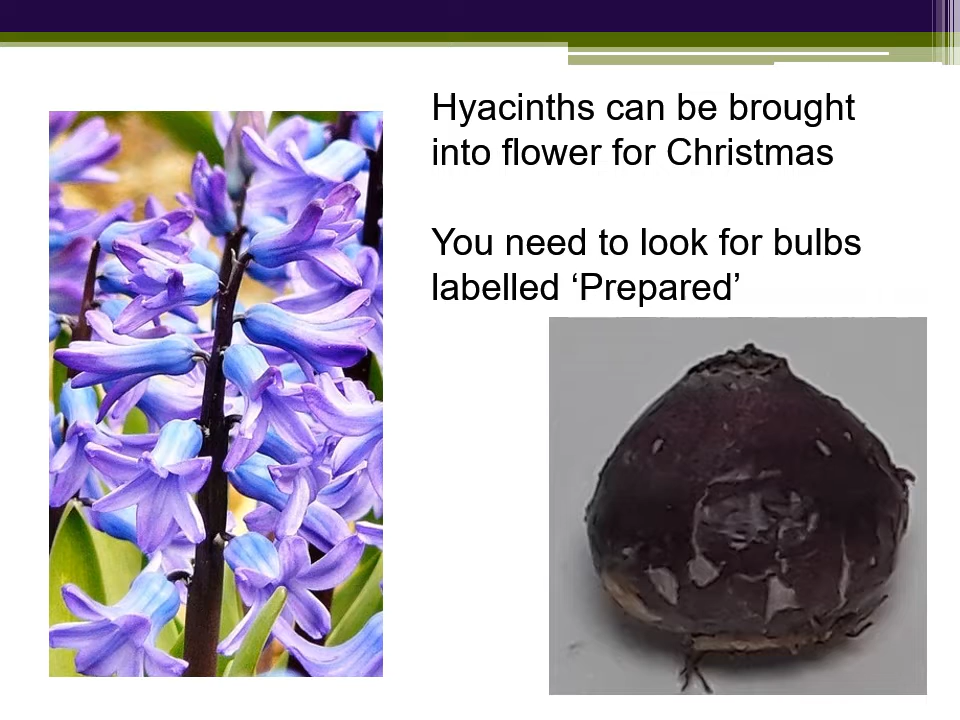 Hyacinths can be brought
into flower for Christmas
You need to look for bulbs
labelled ‘Prepared’